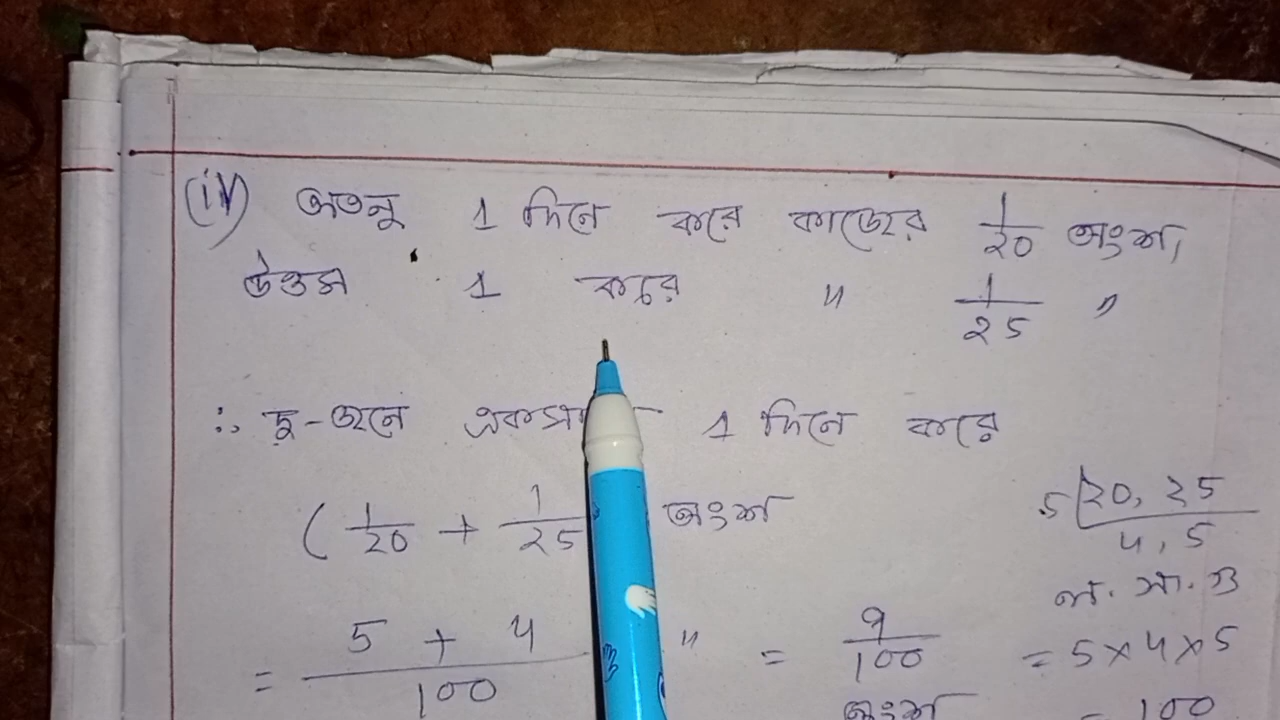 (iv) অতনু 1 দিনে করে কাজের 1/20 অংশ,
উত্তম 1 করে " 1/25 "
∴ দু-জনে 1 দিনে করে
(1/20 + 1/25 অংশ
5) 20, 25
4, 5
ল. সা. গু
= 5 + 4 / 100 " = 9/100
অংশ
= 5 x 4 x 5
= 100